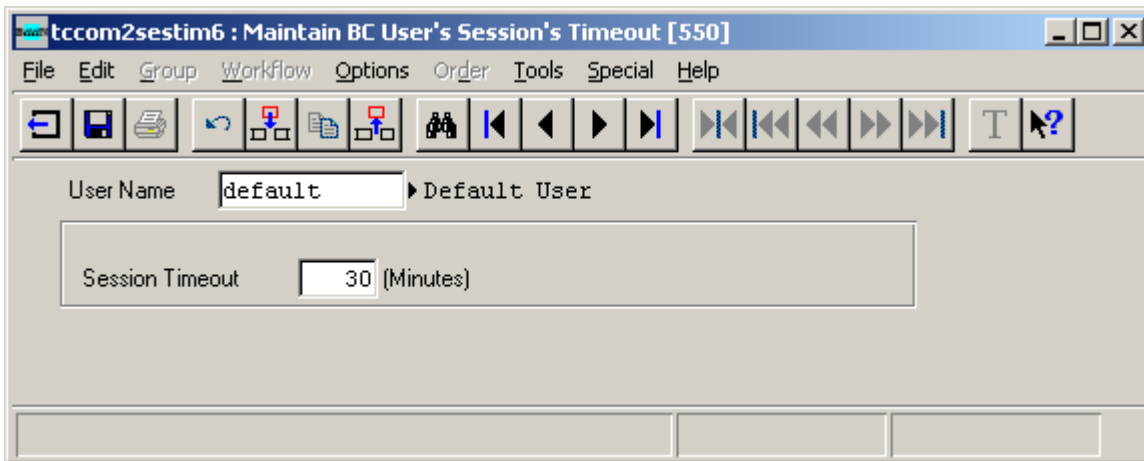 tccom2sestim6 : Maintain BC User's Session's Timeout [550]
File Edit Group Workflow Options Order Tools Special Help
T ?
User Name default Default User
Session Timeout 30 (Minutes)